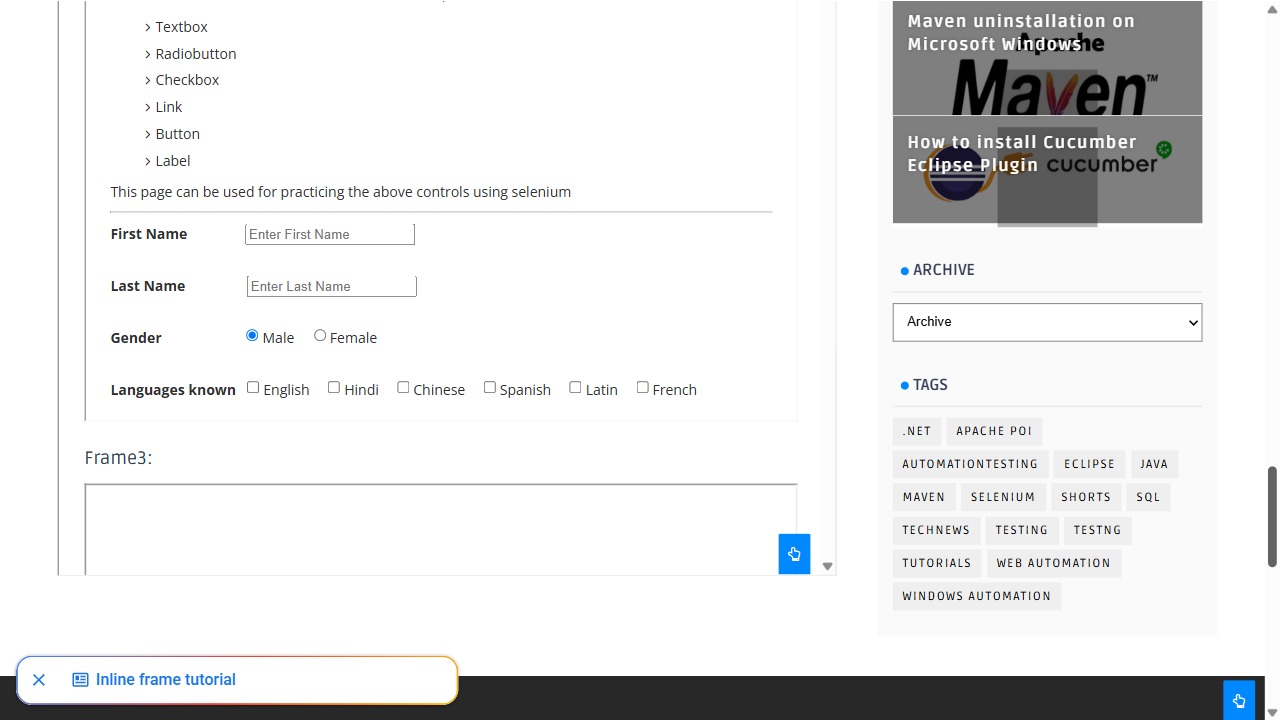 Textbox
Radiobutton
Checkbox
Link
Button
Label
This page can be used for practicing the above controls using selenium
First Name
Enter First Name
Last Name
Enter Last Name
Gender
Male
Female
Languages known
English
Hindi
Chinese
Spanish
Latin
French
Frame3:
Maven uninstallation on
Microsoft Windows
Apache
Maven™
How to install Cucumber
Eclipse Plugin
cucumber
ARCHIVE
Archive
TAGS
.NET
APACHE POI
AUTOMATIONTESTING
ECLIPSE
JAVA
MAVEN
SELENIUM
SHORTS
SQL
TECHNEWS
TESTING
TESTNG
TUTORIALS
WEB AUTOMATION
WINDOWS AUTOMATION
Inline frame tutorial